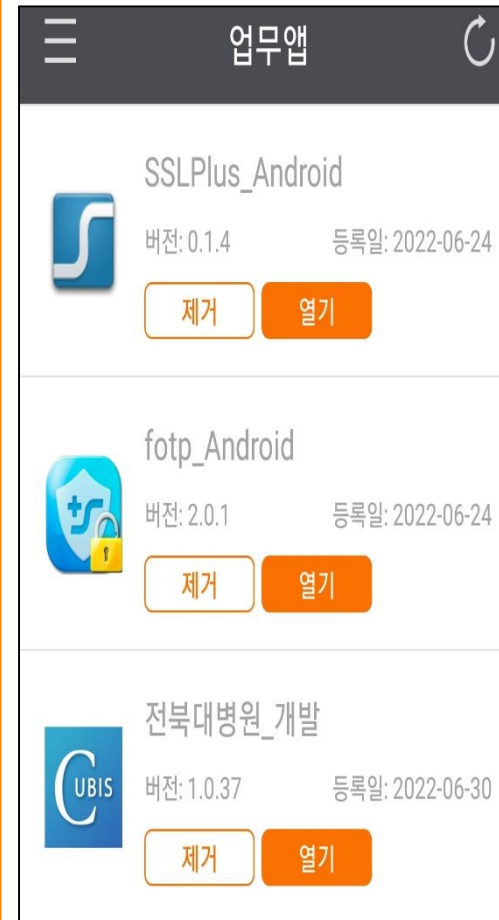 업무앱
SSLPlus_Android
버전: 0.1.4 등록일: 2022-06-24
제거 열기
fotp_Android
버전: 2.0.1 등록일: 2022-06-24
제거 열기
전북대병원_개발
CUBIS
버전: 1.0.37 등록일: 2022-06-30
제거 열기